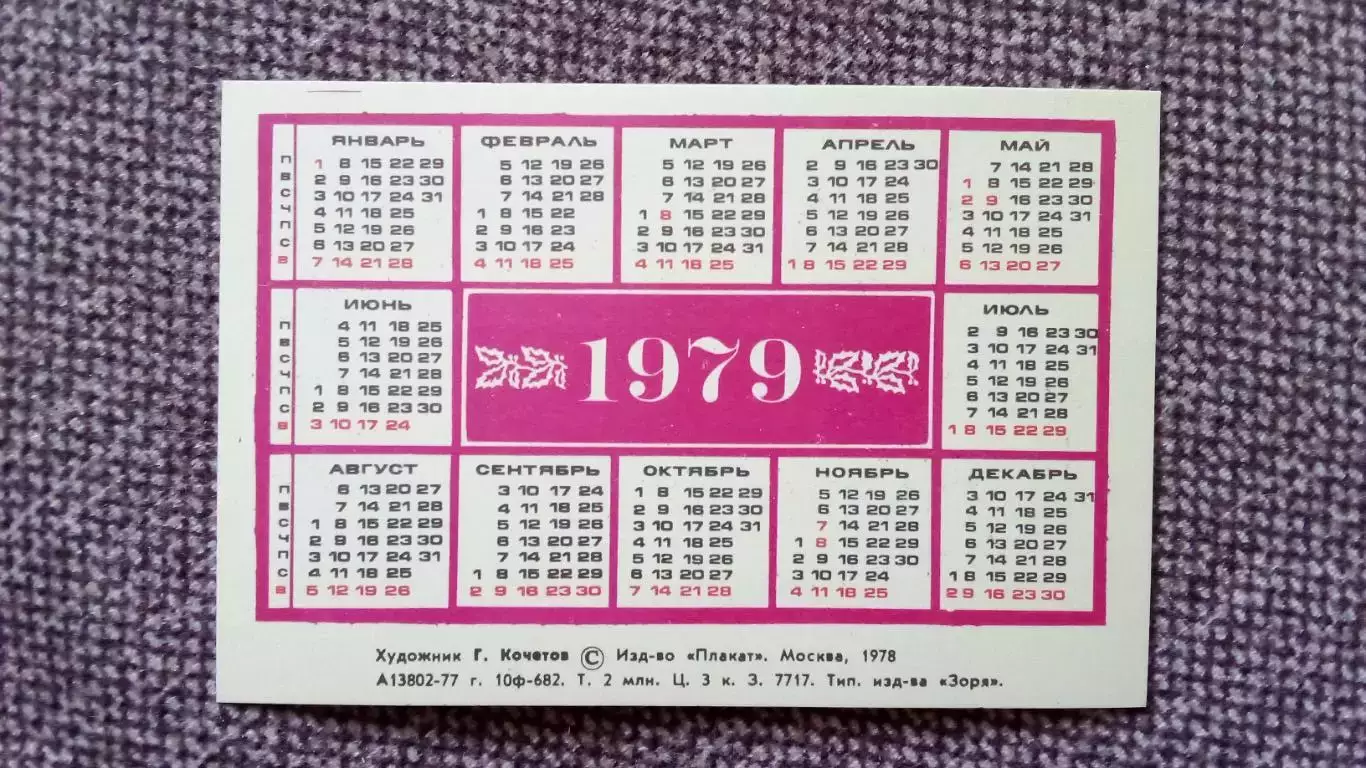 ЯНВАРЬ ФЕВРАЛЬ МАРТ АПРЕЛЬ МАЙ
П 1 8 15 22 29 5 12 19 26 5 12 19 26 2 9 16 23 30 7 14 21 28
В 2 9 16 23 30 6 13 20 27 6 13 20 27 3 10 17 24 1 8 15 22 29
С 3 10 17 24 31 7 14 21 28 7 14 21 28 4 11 18 25 2 9 16 23 30
Ч 4 11 18 25 1 8 15 22 1 8 15 22 29 5 12 19 26 3 10 17 24 31
П 5 12 19 26 2 9 16 23 2 9 16 23 30 6 13 20 27 4 11 18 25
С 6 13 20 27 3 10 17 24 3 10 17 24 31 7 14 21 28 5 12 19 26
В 7 14 21 28 4 11 18 25 4 11 18 25 1 8 15 22 29 6 13 20 27
ИЮНЬ ИЮЛЬ
П 4 11 18 25 2 9 16 23 30
В 5 12 19 26 3 10 17 24 31
С 6 13 20 27 4 11 18 25
Ч 7 14 21 28 5 12 19 26
П 1 8 15 22 29 6 13 20 27
С 2 9 16 23 30 7 14 21 28
В 3 10 17 24 1 8 15 22 29
1979
АВГУСТ СЕНТЯБРЬ ОКТЯБРЬ НОЯБРЬ ДЕКАБРЬ
П 6 13 20 27 3 10 17 24 1 8 15 22 29 5 12 19 26 3 10 17 24 31
В 7 14 21 28 4 11 18 25 2 9 16 23 30 6 13 20 27 4 11 18 25
С 1 8 15 22 29 5 12 19 26 3 10 17 24 31 7 14 21 28 5 12 19 26
Ч 2 9 16 23 30 6 13 20 27 4 11 18 25 1 8 15 22 29 6 13 20 27
П 3 10 17 24 31 7 14 21 28 5 12 19 26 2 9 16 23 30 7 14 21 28
С 4 11 18 25 1 8 15 22 29 6 13 20 27 3 10 17 24 1 8 15 22 29
В 5 12 19 26 2 9 16 23 30 7 14 21 28 4 11 18 25 2 9 16 23 30
Художник Г. Кочетов © Изд-во «Плакат». Москва, 1978
А13802-77 г. 10ф-682. Т. 2 млн. Ц. 3 к. З. 7717. Тип. изд-ва «Зоря».